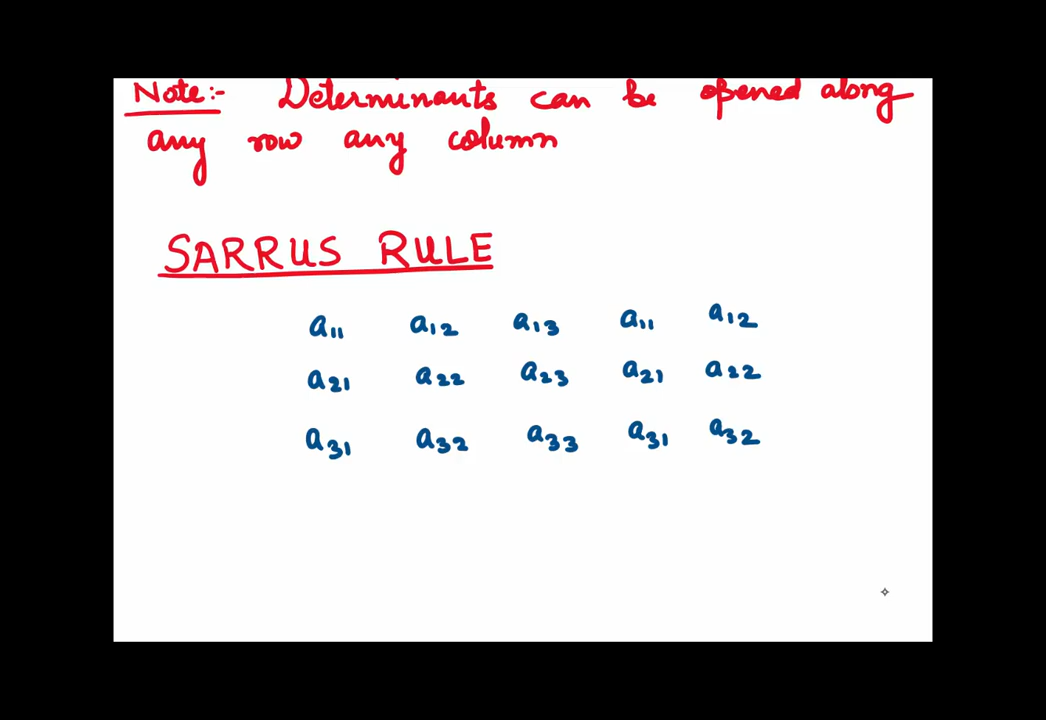 Note:- Determinants can be opened along
any row any column
SARRUS RULE
a11 a12 a13 a11 a12
a21 a22 a23 a21 a22
a31 a32 a33 a31 a32